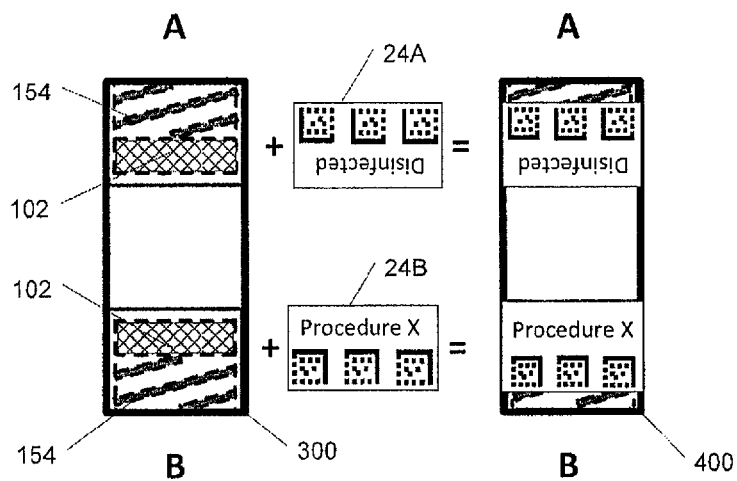 A A
24A
154
+ Disinfected = Disinfected
102
24B
102
Procedure X Procedure X
+ =
154 300 400
B B